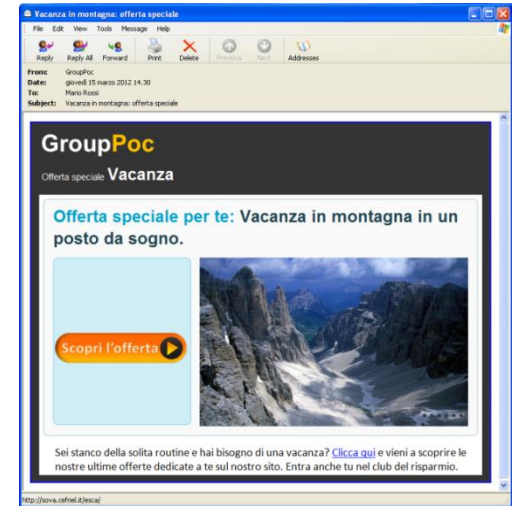 Vacanza in montagna: offerta speciale
File Edit View Tools Message Help
Reply Reply All Forward Print Delete Previous Next Addresses
From: GroupPoc
Date: giovedì 15 marzo 2012 14.30
To: Mario Rossi
Subject: Vacanza in montagna: offerta speciale
GroupPoc
Offerta speciale Vacanza
Offerta speciale per te: Vacanza in montagna in un
posto da sogno.
Scopri l'offerta
Sei stanco della solita routine e hai bisogno di una vacanza? Clicca qui e vieni a scoprire le
nostre ultime offerte dedicate a te sul nostro sito. Entra anche tu nel club del risparmio.
http://sova.cefriel.it/esca/